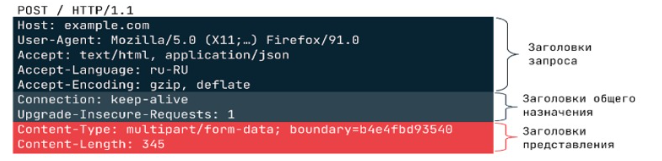 POST / HTTP/1.1
Host: example.com
User-Agent: Mozilla/5.0 (X11;…) Firefox/91.0
Accept: text/html, application/json
Accept-Language: ru-RU
Accept-Encoding: gzip, deflate
Заголовки
запроса
Connection: keep-alive
Upgrade-Insecure-Requests: 1
Заголовки общего
назначения
Content-Type: multipart/form-data; boundary=b4e4fbd93540
Content-Length: 345
Заголовки
представления